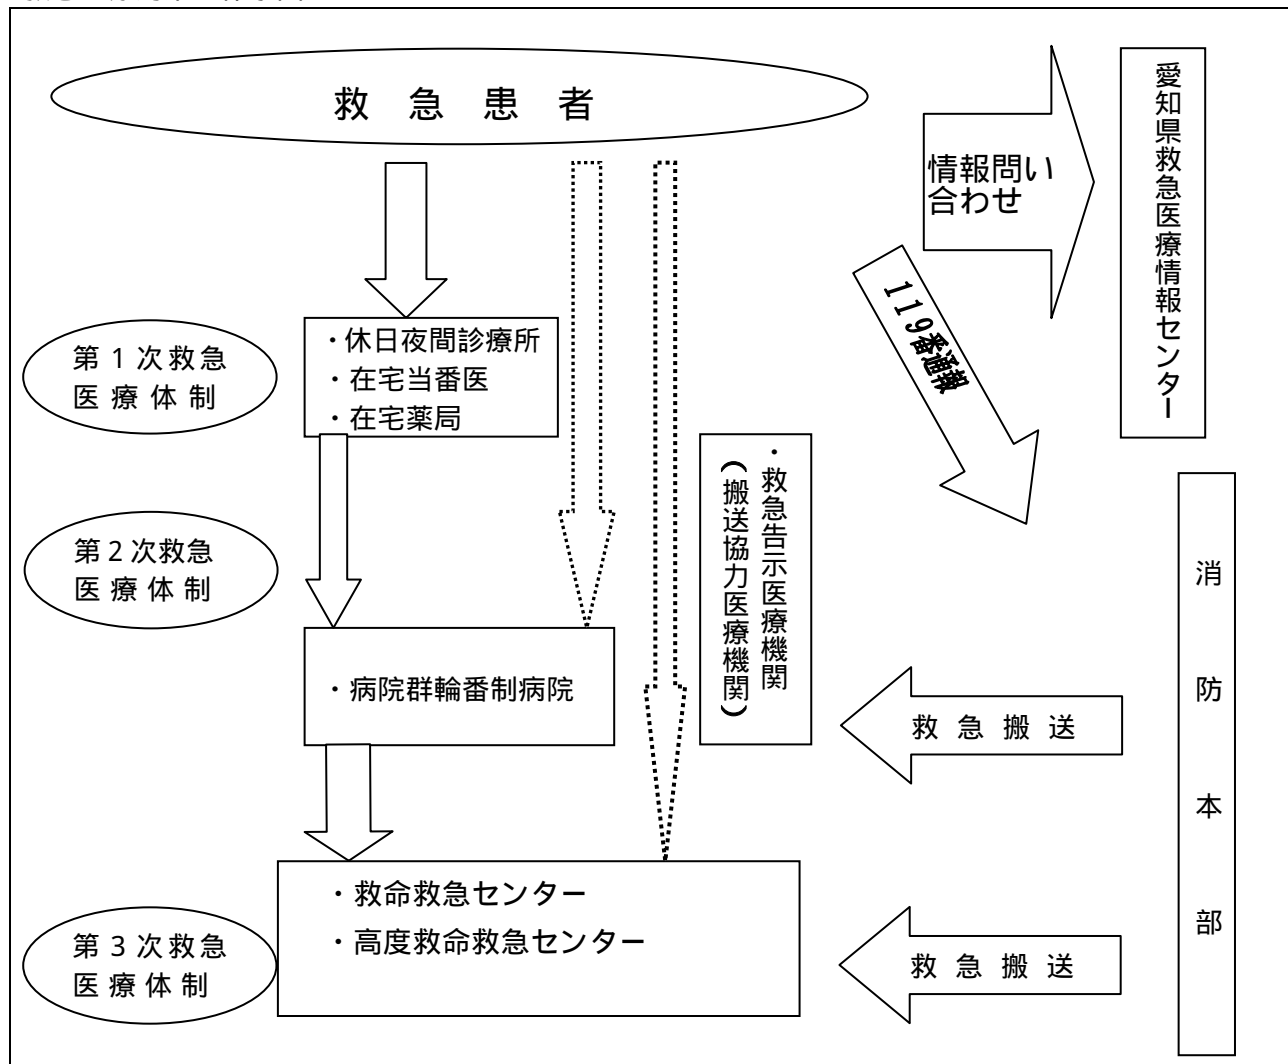 救急患者
情報問い
合わせ
愛知県救急医療情報センター
119番通報
第1次救急
医療体制
・休日夜間診療所
・在宅当番医
・在宅薬局
第2次救急
医療体制
・病院群輪番制病院
・救急告示医療機関
(搬送協力医療機関)
救急搬送
消防本部
第3次救急
医療体制
・救命救急センター
・高度救命救急センター
救急搬送